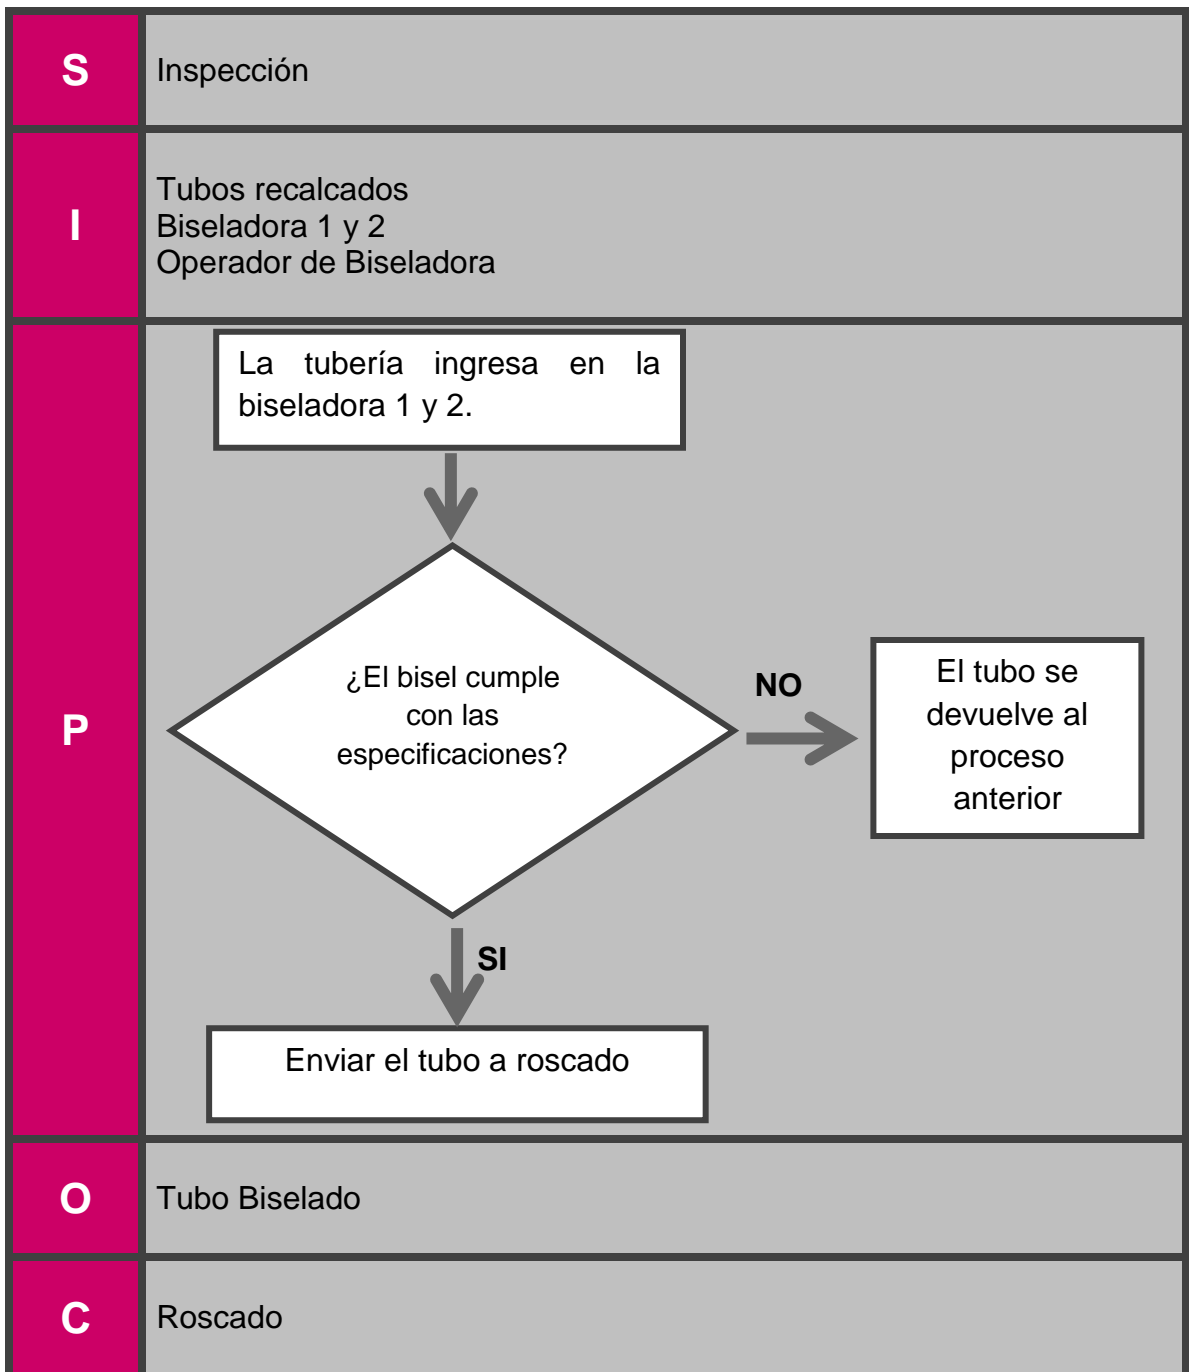 S
Inspección
I
Tubos recalcados
Biseladora 1 y 2
Operador de Biseladora
P
La tubería ingresa en la
biseladora 1 y 2.
¿El bisel cumple
con las
especificaciones?
NO
El tubo se
devuelve al
proceso
anterior
SI
Enviar el tubo a roscado
O
Tubo Biselado
C
Roscado